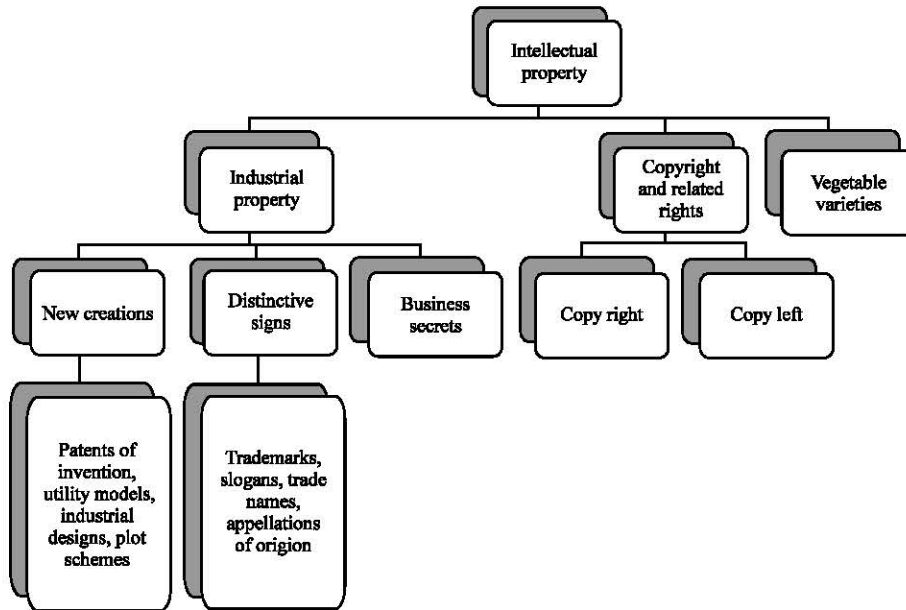 Intellectual
property
Industrial
property
Copyright
and related
rights
Vegetable
varieties
New creations
Distinctive
signs
Business
secrets
Copy right
Copy left
Patents of
invention,
utility models,
industrial
designs, plot
schemes
Trademarks,
slogans, trade
names,
appellations
of origion